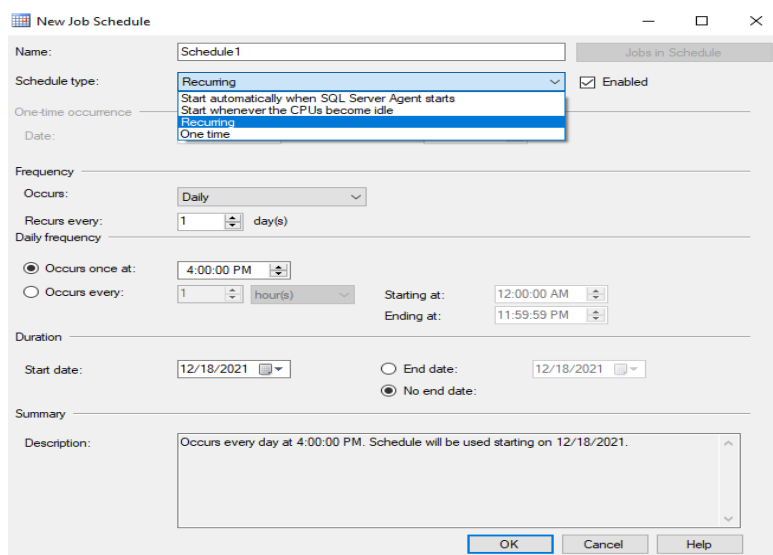 New Job Schedule
Name: Schedule1 Jobs in Schedule
Schedule type: Recurring Enabled
Start automatically when SQL Server Agent starts
Start whenever the CPUs become idle
One-time occurrence
Recurring
One time
Date:
Frequency
Occurs: Daily
Recurs every: 1 day(s)
Daily frequency
Occurs once at: 4:00:00 PM
Occurs every: 1 hour(s) Starting at: 12:00:00 AM
Ending at: 11:59:59 PM
Duration
Start date: 12/18/2021 End date: 12/18/2021
No end date:
Summary
Description: Occurs every day at 4:00:00 PM. Schedule will be used starting on 12/18/2021.
OK Cancel Help